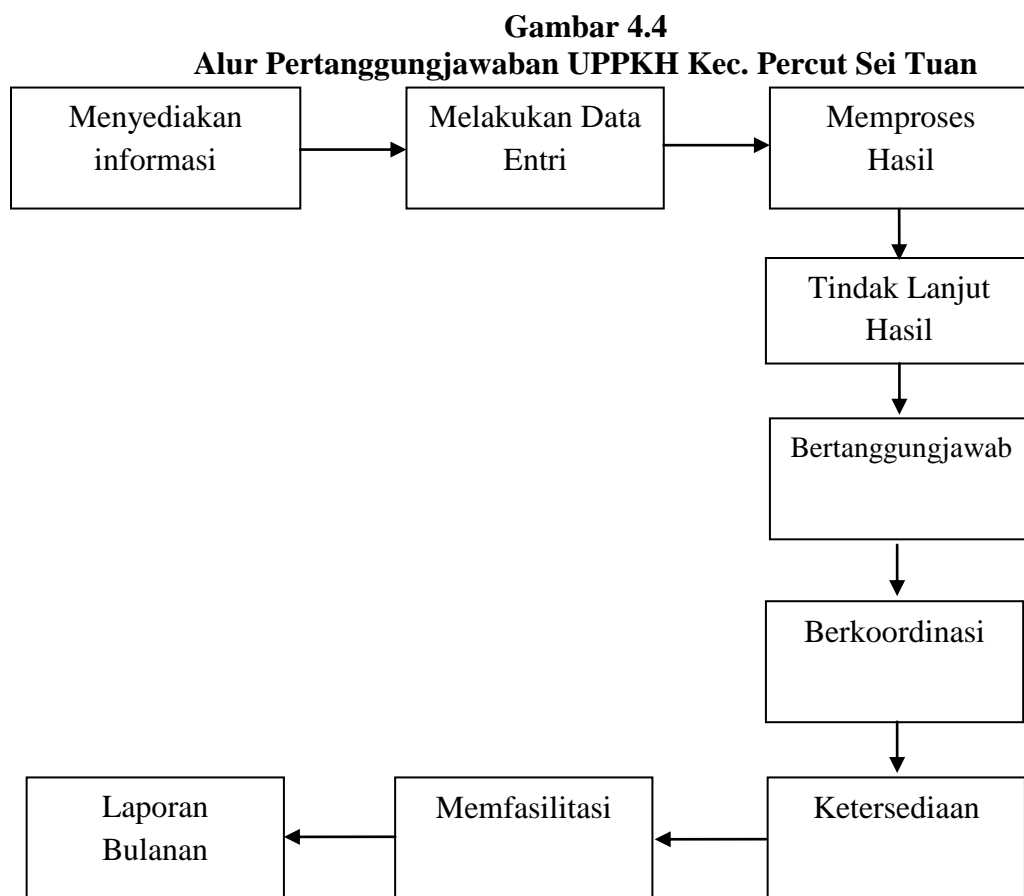 Gambar 4.4
Alur Pertanggungjawaban UPPKH Kec. Percut Sei Tuan
Menyediakan
informasi
Melakukan Data
Entri
Memproses
Hasil
Tindak Lanjut
Hasil
Bertanggungjawab
Berkoordinasi
Ketersediaan
Memfasilitasi
Laporan
Bulanan